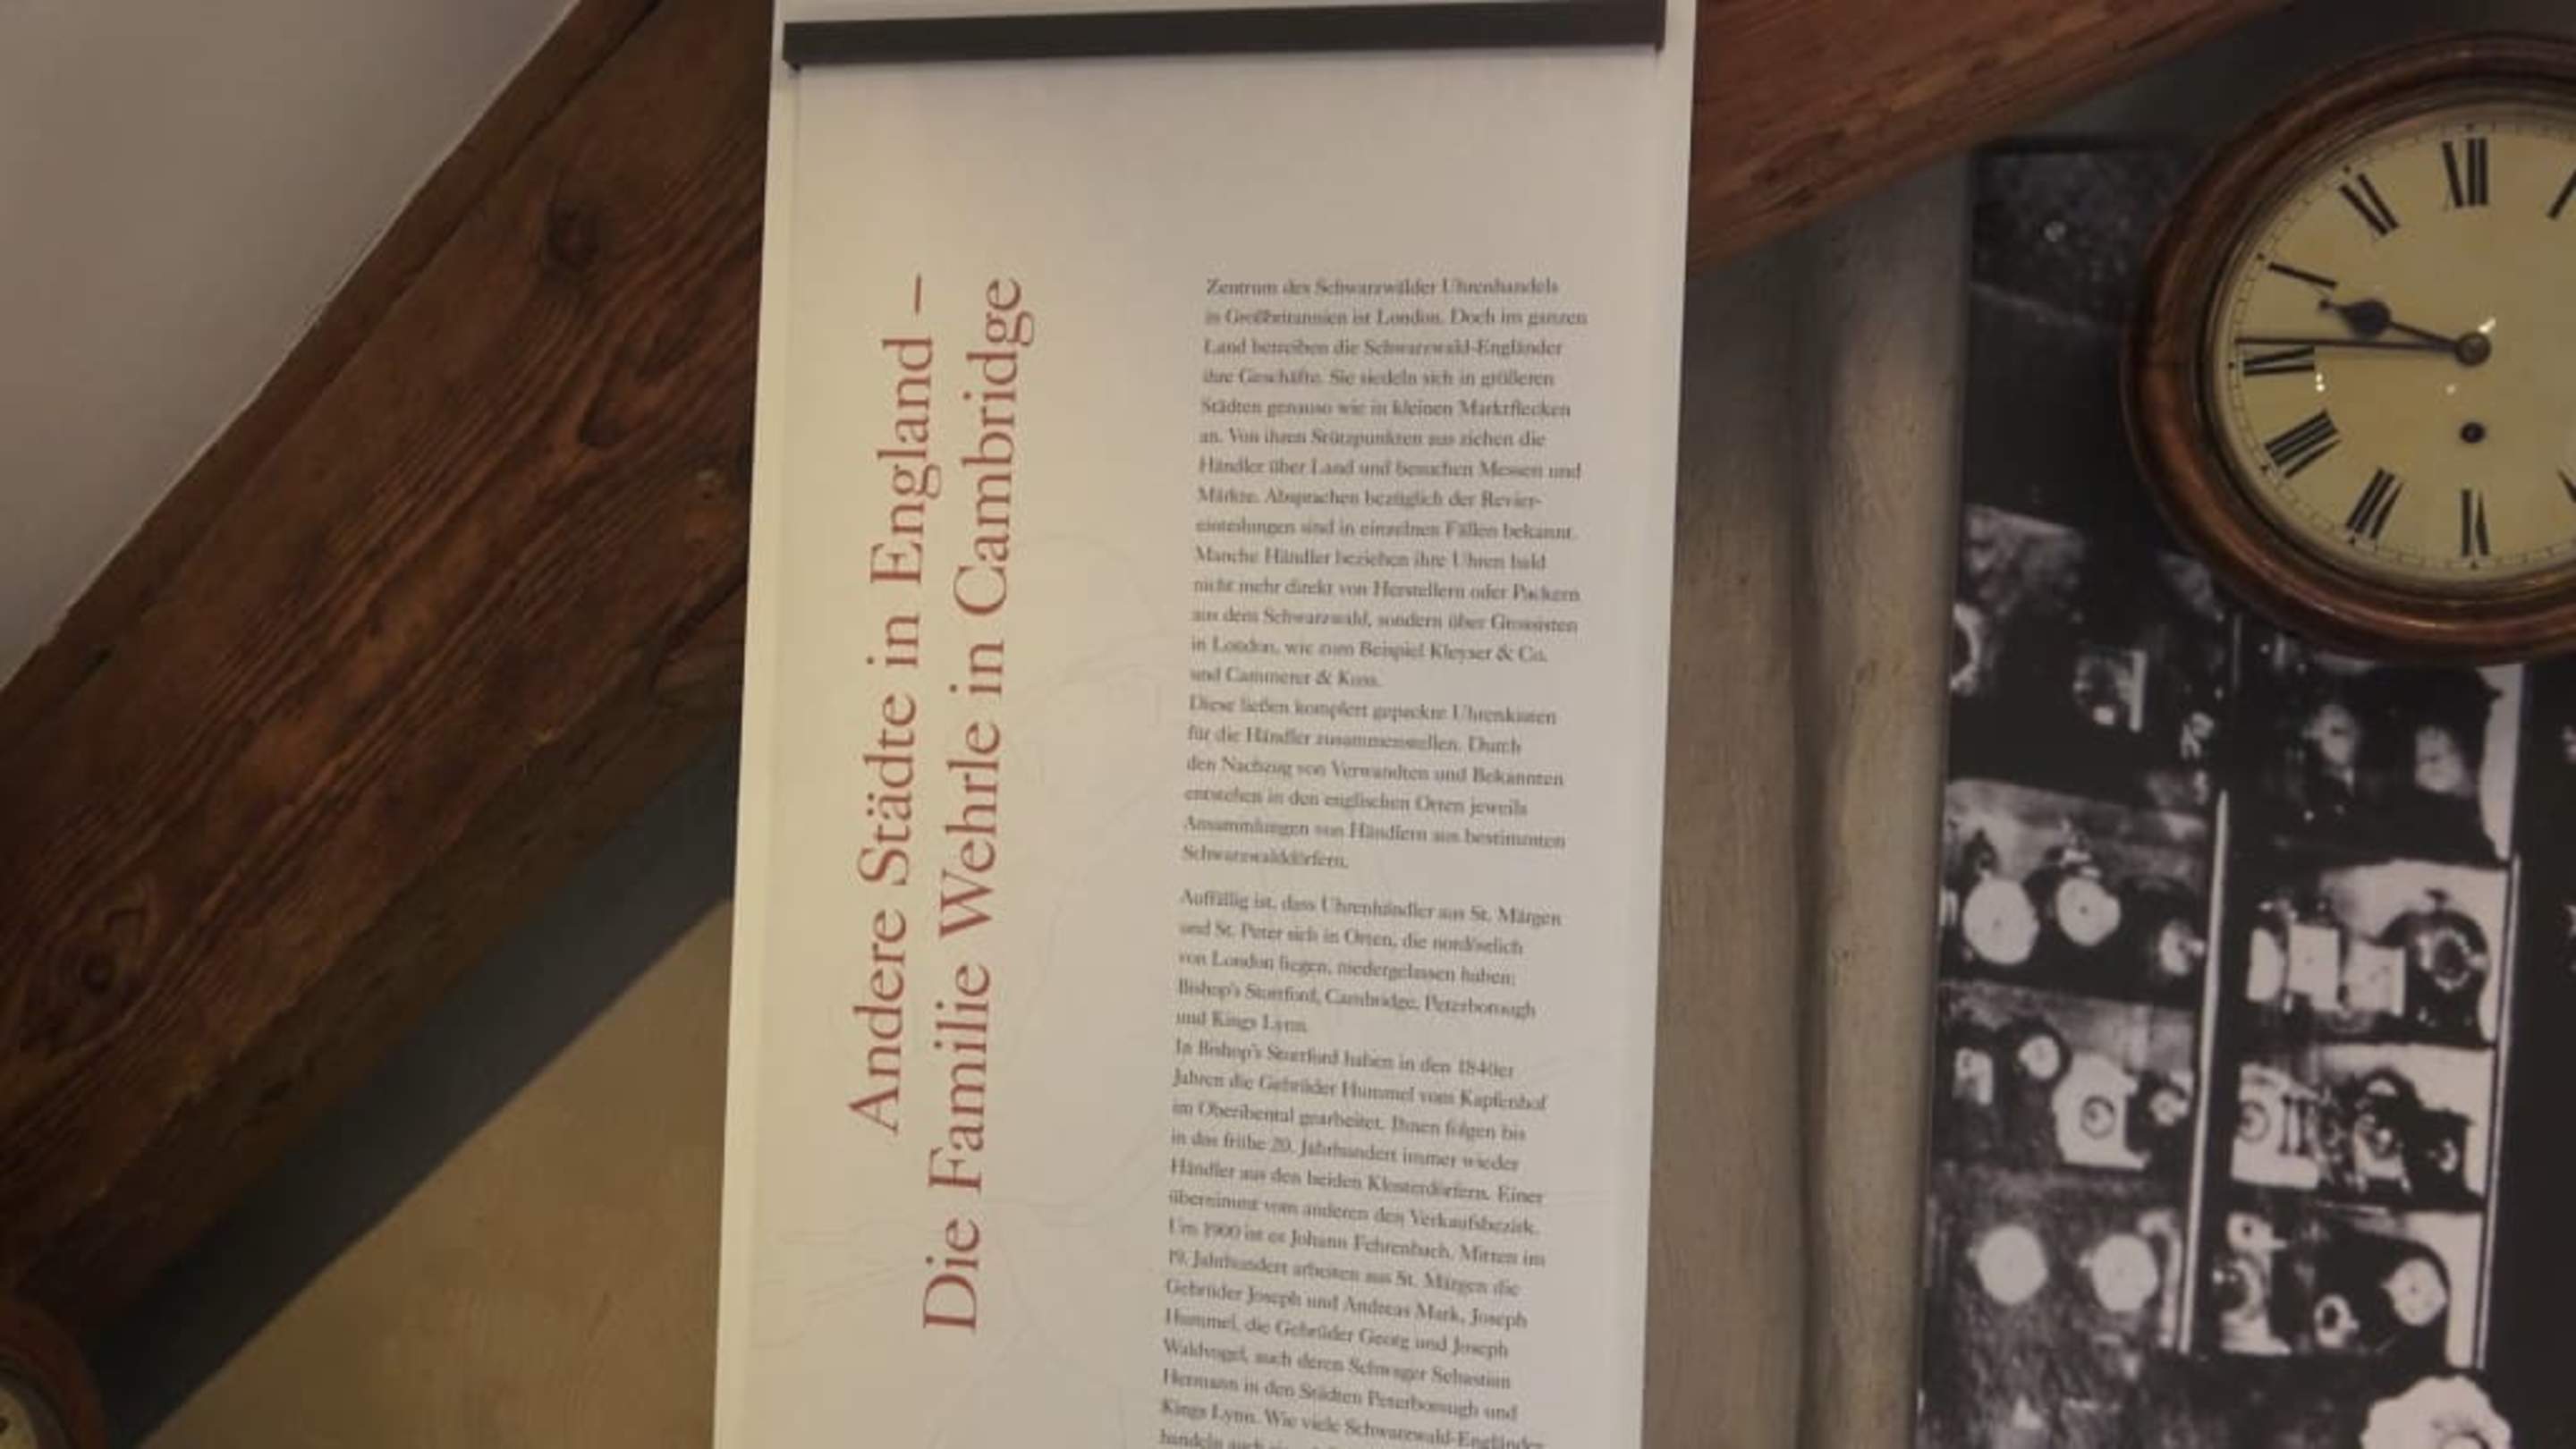 Andere Städte in England –
Die Familie Wehrle in Cambridge
Zentrum des Schwarzwälder Uhrenhandels
in Großbritannien ist London. Doch im ganzen
Land betreiben die Schwarzwald-Engländer
ihre Geschäfte. Sie siedeln sich in größeren
Städten genauso wie in kleinen Marktflecken
an. Von ihren Stützpunkten aus ziehen die
Händler über Land und besuchen Messen und
Märkte. Absprachen bezüglich der Revier-
einteilungen sind in einzelnen Fällen bekannt.
Manche Händler beziehen ihre Uhren bald
nicht mehr direkt von Herstellern oder Packern
aus dem Schwarzwald, sondern über Grossisten
in London, wie zum Beispiel Kleyser & Co.
und Cammerer & Kuss.
Diese ließen komplett gepackte Uhrenkisten
für die Händler zusammenstellen. Durch
den Nachzug von Verwandten und Bekannten
entstehen in den englischen Orten jeweils
Ansammlungen von Händlern aus bestimmten
Schwarzwalddörfern.
Auffällig ist, dass Uhrenhändler aus St. Märgen
und St. Peter sich in Orten, die nordöstlich
von London liegen, niedergelassen haben:
Bishop's Stortford, Cambridge, Peterborough
und Kings Lynn.
In Bishop's Stortford haben in den 1840er
Jahren die Gebrüder Hummel vom Kapfenhof
im Oberibental gearbeitet. Ihnen folgen bis
in das frühe 20. Jahrhundert immer wieder
Händler aus den beiden Klosterdörfern. Einer
übernimmt vom anderen den Verkaufsbezirk.
Um 1900 ist es Johann Fehrenbach. Mitten im
19. Jahrhundert arbeiten aus St. Märgen die
Gebrüder Joseph und Andreas Mark, Joseph
Hummel, die Gebrüder Georg und Joseph
Waldvogel, auch deren Schwager Sebastian
Hermann in den Städten Peterborough und
Kings Lynn. Wie viele Schwarzwald-Engländer
handeln auch
XII
XI
IX
VIII
VII
VI